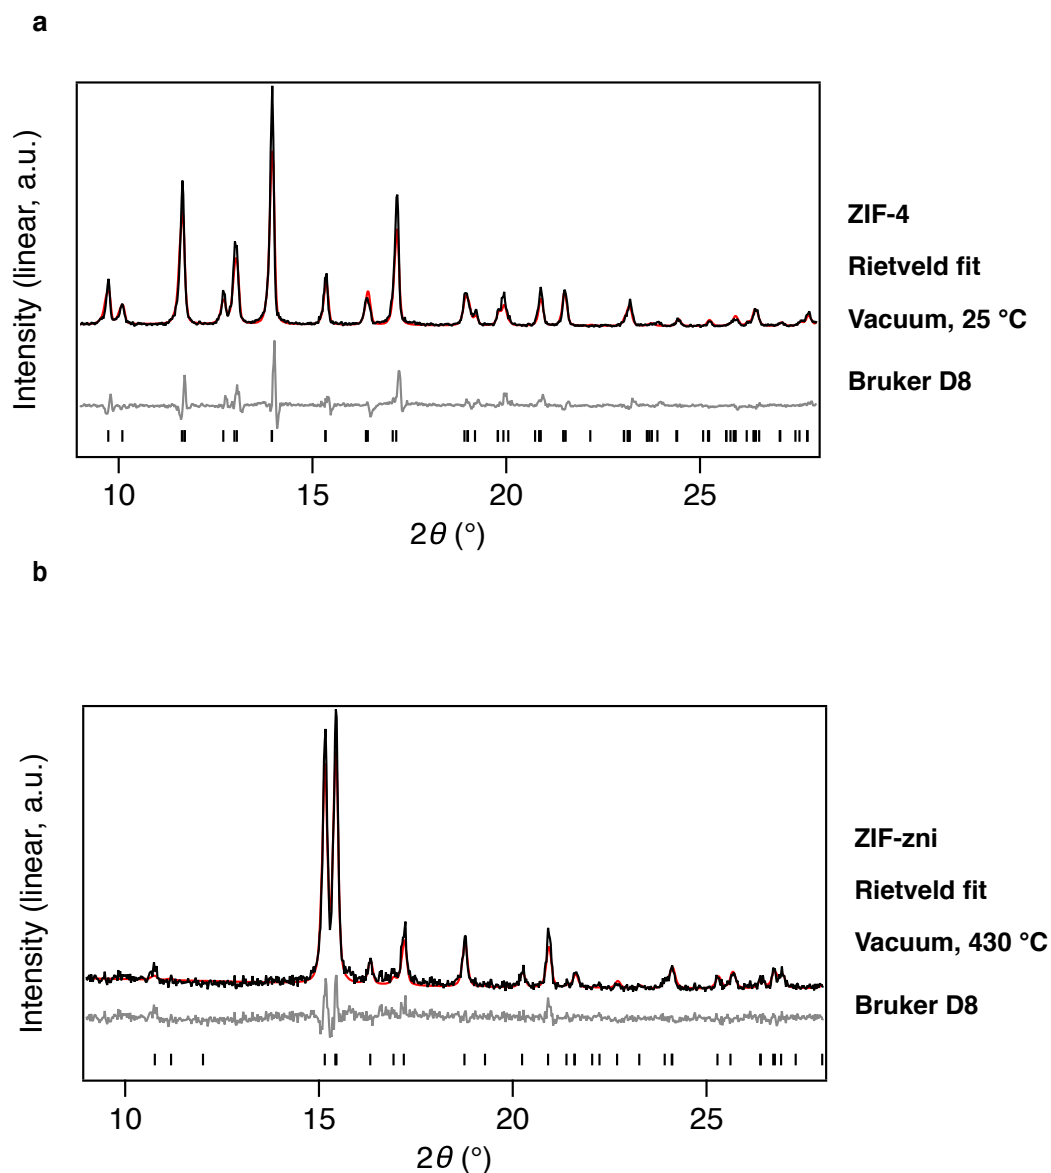 a
Intensity (linear, a.u.)
ZIF-4
Rietveld fit
Vacuum, 25 °C
Bruker D8
10 15 20 25
2θ (°)
b
Intensity (linear, a.u.)
ZIF-zni
Rietveld fit
Vacuum, 430 °C
Bruker D8
10 15 20 25
2θ (°)